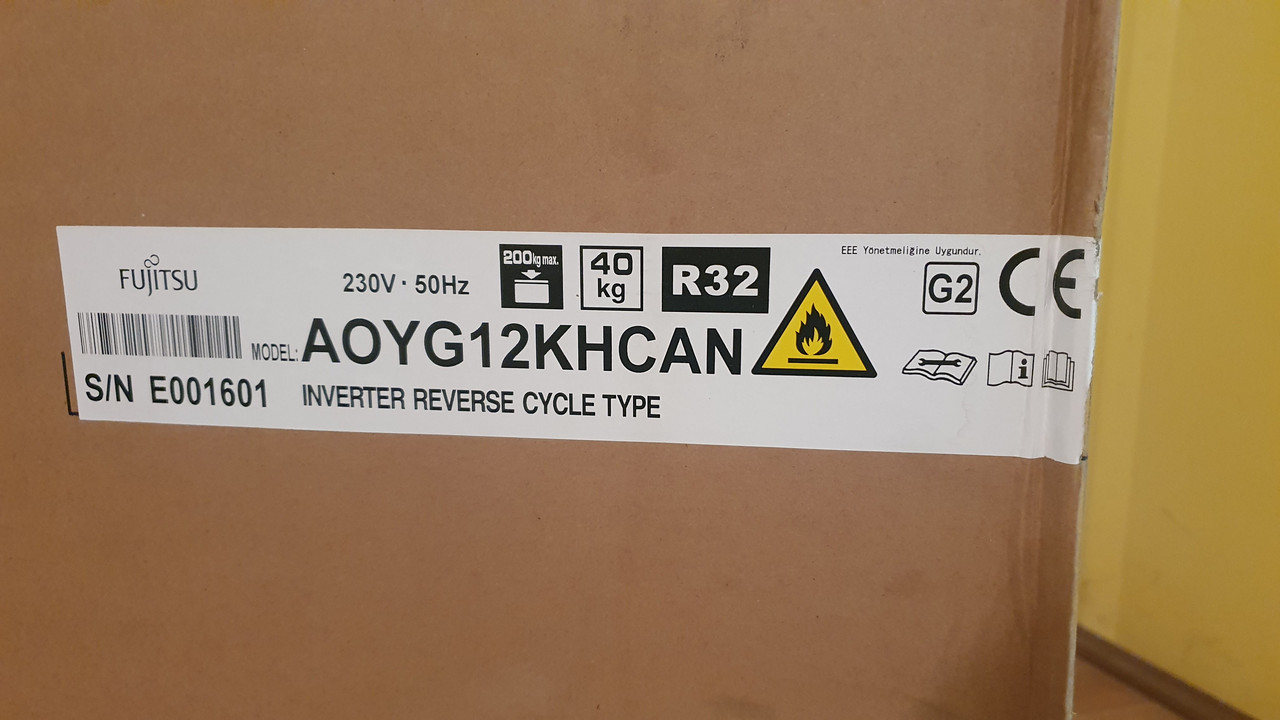 FUJITSU
230V · 50Hz
200kg max.
40
kg
R32
EEE Yönetmeliğine Uygundur.
G2
CE
MODEL: AOYG12KHCAN
i
S/N E001601
INVERTER REVERSE CYCLE TYPE